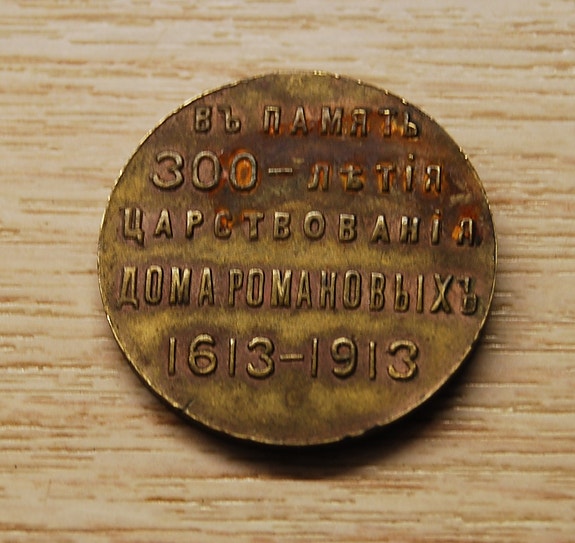 ВЪ ПАМЯТЬ
300-ЛѢТІЯ
ЦАРСТВОВАНІЯ
ДОМА РОМАНОВЫХЪ
1613-1913